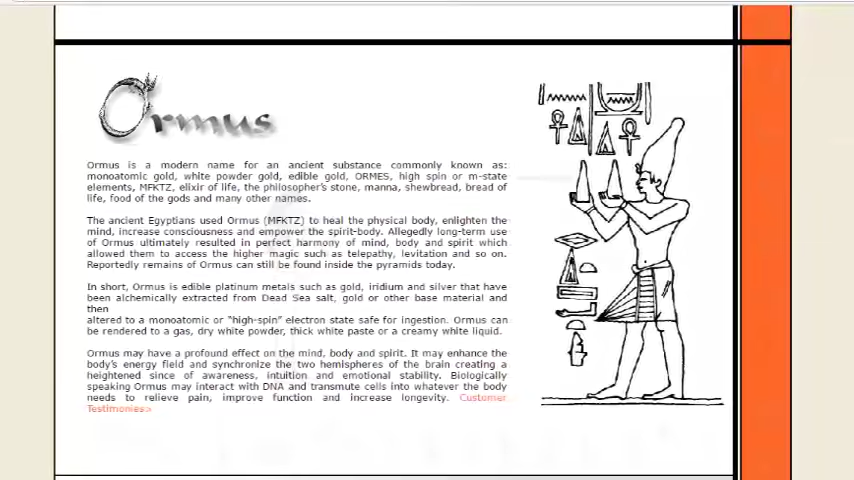 Ormus
Ormus is a modern name for an ancient substance commonly known as:
monoatomic gold, white powder gold, edible gold, ORMES, high spin or m-state
elements, MFKTZ, elixir of life, the philosopher's stone, manna, shewbread, bread of
life, food of the gods and many other names.
The ancient Egyptians used Ormus (MFKTZ) to heal the physical body, enlighten the
mind, increase consciousness and empower the spirit-body. Allegedly long-term use
of Ormus ultimately resulted in perfect harmony of mind, body and spirit which
allowed them to access the higher magic such as telepathy, levitation and so on.
Reportedly remains of Ormus can still be found inside the pyramids today.
In short, Ormus is edible platinum metals such as gold, iridium and silver that have
been alchemically extracted from Dead Sea salt, gold or other base material and
then
altered to a monoatomic or "high-spin" electron state safe for ingestion. Ormus can
be rendered to a gas, dry white powder, thick white paste or a creamy white liquid.
Ormus may have a profound effect on the mind, body and spirit. It may enhance the
body's energy field and synchronize the two hemispheres of the brain creating a
heightened since of awareness, intuition and emotional stability. Biologically
speaking Ormus may interact with DNA and transmute cells into whatever the body
needs to relieve pain, improve function and increase longevity. Customer
Testimonies>